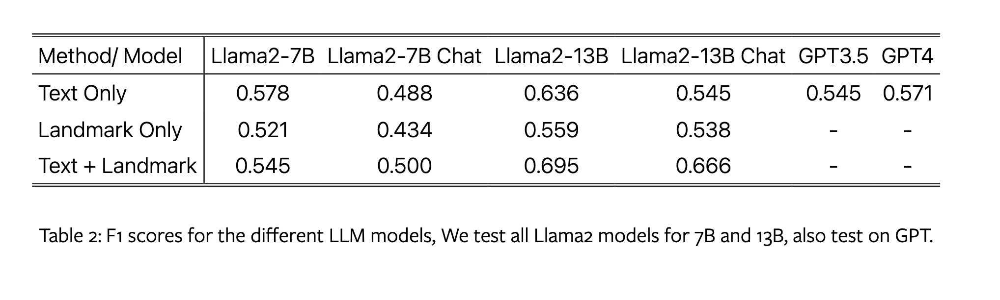 Method/ Model Llama2-7B Llama2-7B Chat Llama2-13B Llama2-13B Chat GPT3.5 GPT4
Text Only 0.578 0.488 0.636 0.545 0.545 0.571
Landmark Only 0.521 0.434 0.559 0.538 - -
Text + Landmark 0.545 0.500 0.695 0.666 - -
Table 2: F1 scores for the different LLM models, We test all Llama2 models for 7B and 13B, also test on GPT.